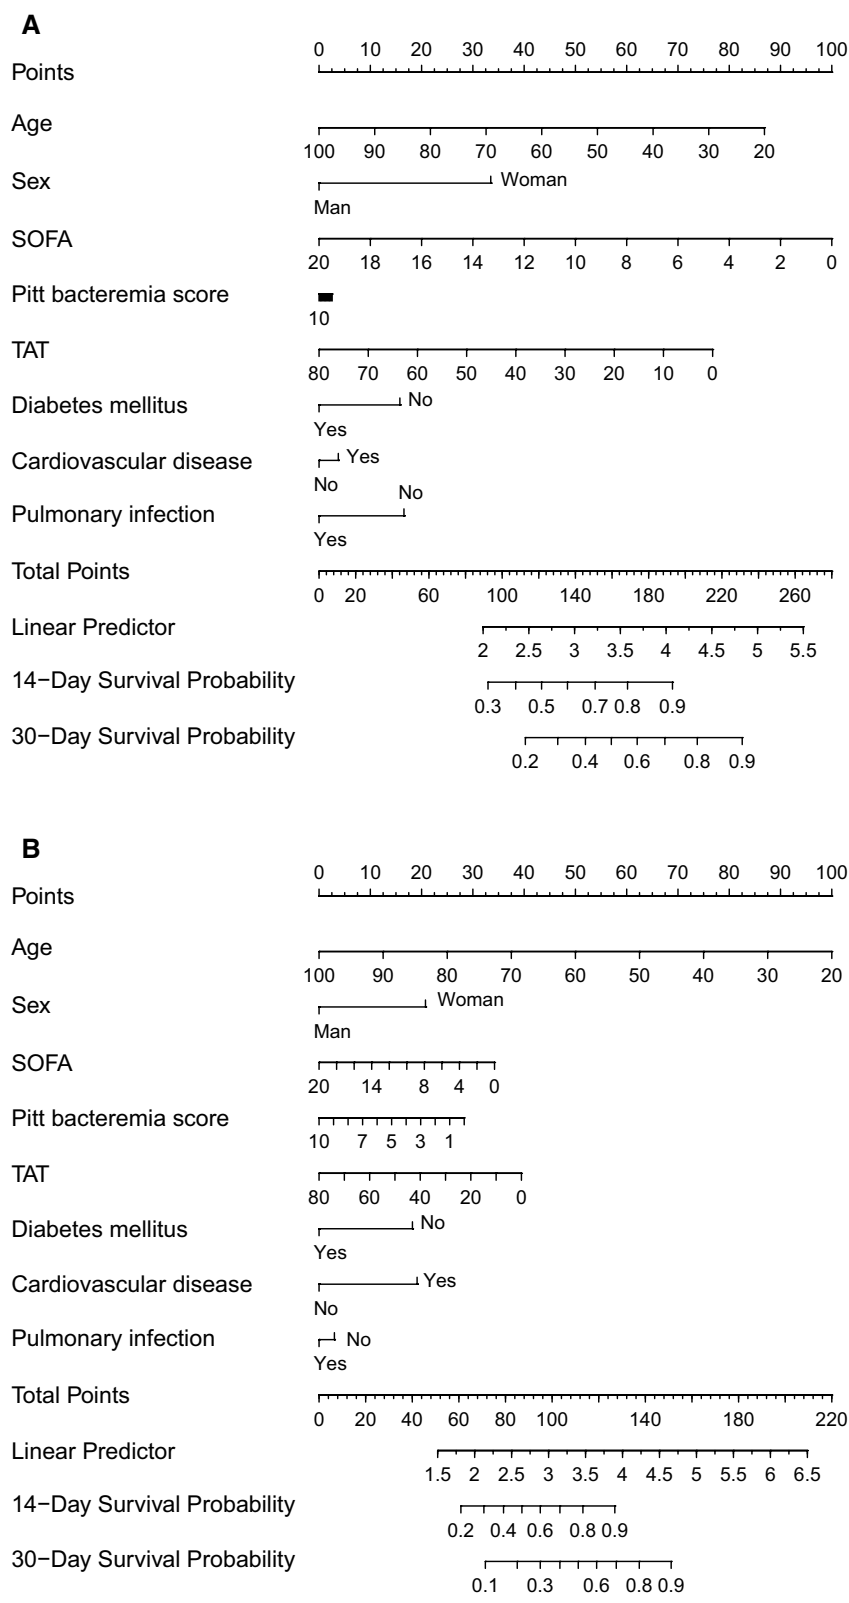 A
0 10 20 30 40 50 60 70 80 90 100
Points
Age
100 90 80 70 60 50 40 30 20
Sex
Woman
Man
SOFA
20 18 16 14 12 10 8 6 4 2 0
Pitt bacteremia score
10
TAT
80 70 60 50 40 30 20 10 0
Diabetes mellitus
No
Yes
Cardiovascular disease
Yes
No
No
Pulmonary infection
Yes
Total Points
0 20 60 100 140 180 220 260
Linear Predictor
2 2.5 3 3.5 4 4.5 5 5.5
14−Day Survival Probability
0.3 0.5 0.7 0.8 0.9
30−Day Survival Probability
0.2 0.4 0.6 0.8 0.9
B
0 10 20 30 40 50 60 70 80 90 100
Points
Age
100 90 80 70 60 50 40 30 20
Sex
Woman
Man
SOFA
20 14 8 4 0
Pitt bacteremia score
10 7 5 3 1
TAT
80 60 40 20 0
Diabetes mellitus
No
Yes
Cardiovascular disease
Yes
No
Pulmonary infection
No
Yes
Total Points
0 20 40 60 80 100 140 180 220
Linear Predictor
1.5 2 2.5 3 3.5 4 4.5 5 5.5 6 6.5
14−Day Survival Probability
0.2 0.4 0.6 0.8 0.9
30−Day Survival Probability
0.1 0.3 0.6 0.8 0.9